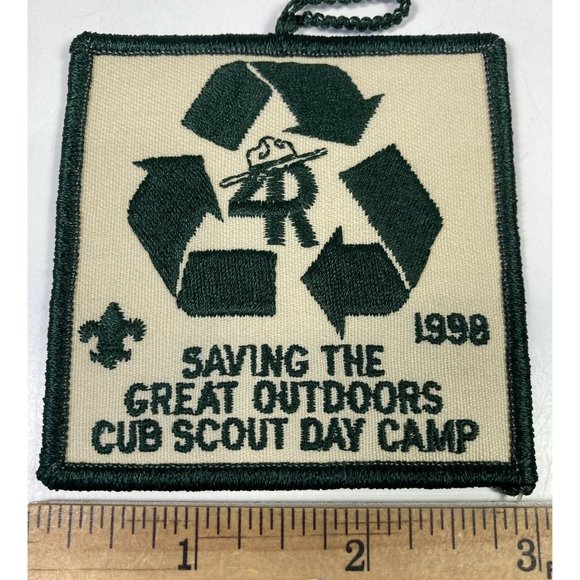 4R
1998
SAVING THE
GREAT OUTDOORS
CUB SCOUT DAY CAMP
1 2 3